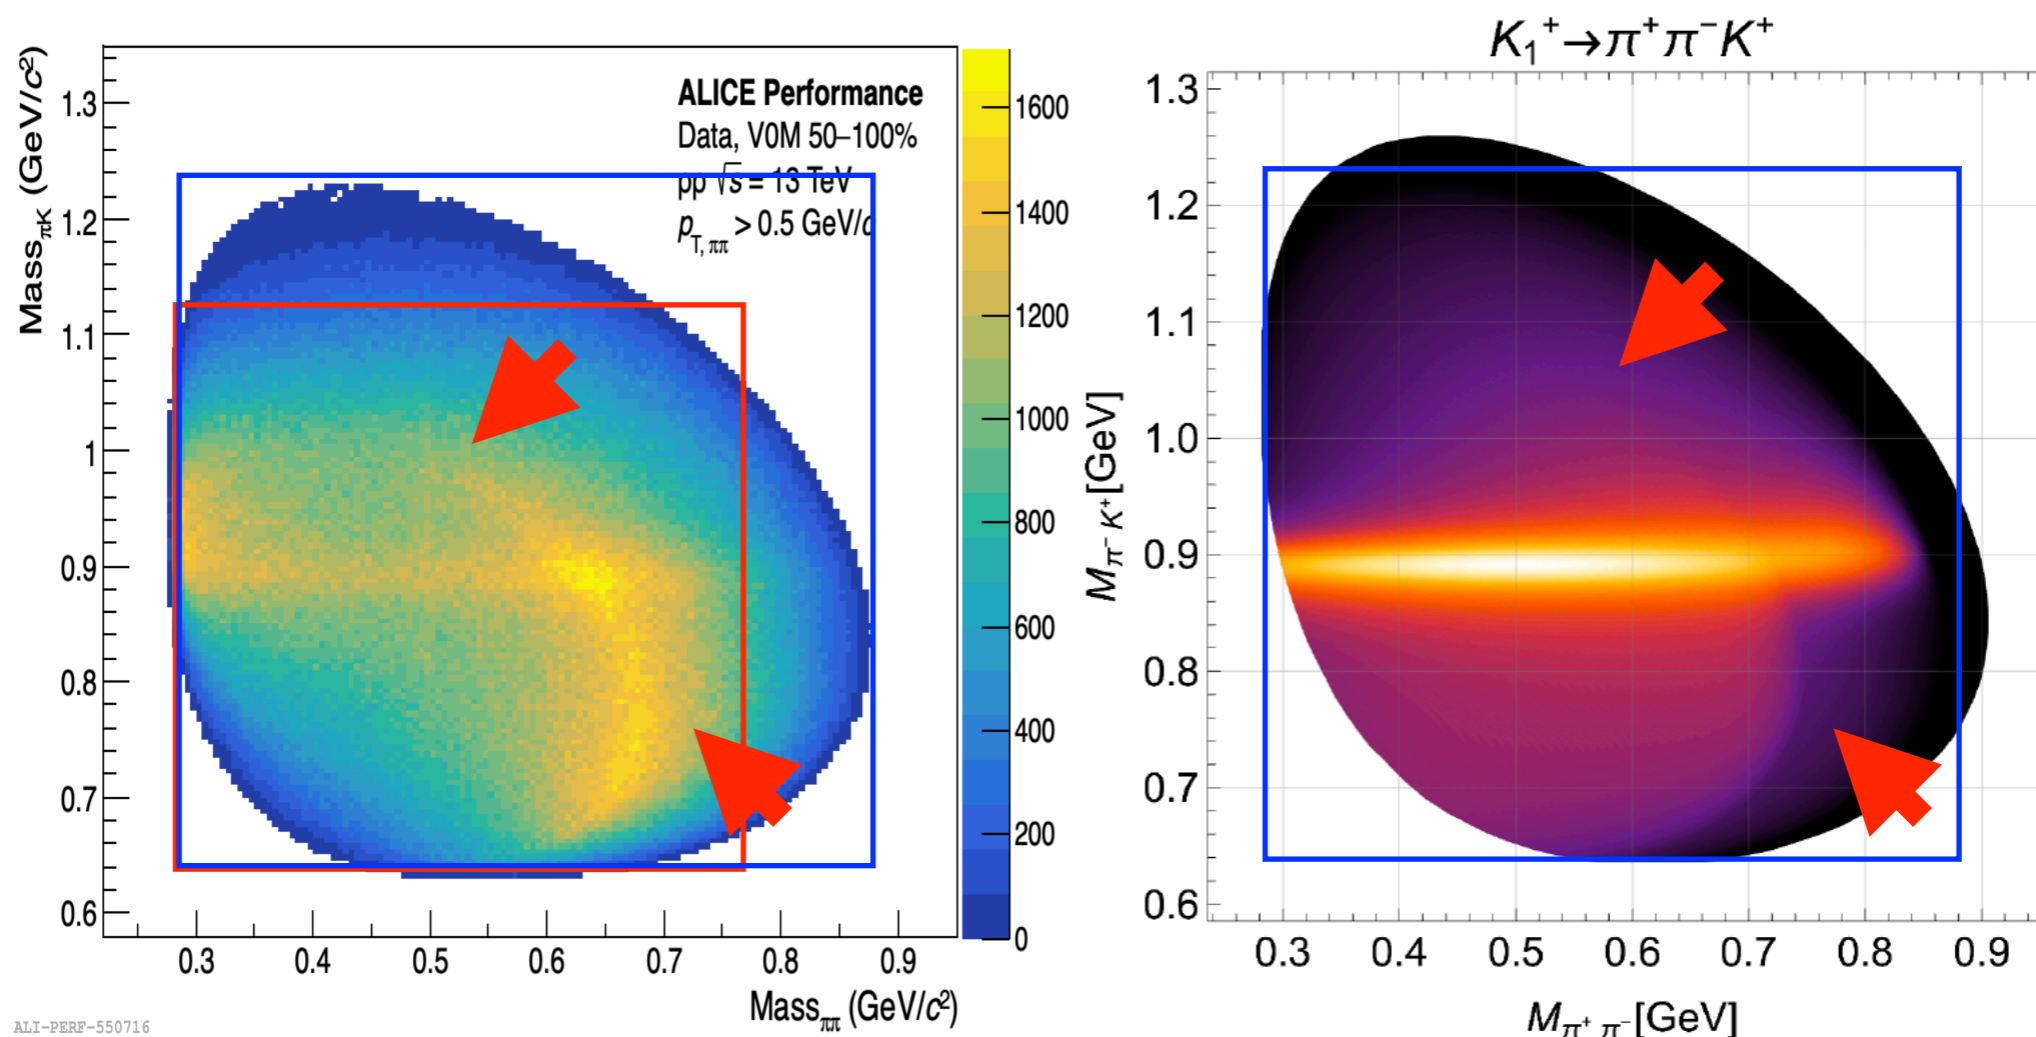 ALICE Performance
Data, V0M 50–100%
pp √s = 13 TeV
p_T, ππ > 0.5 GeV/c
Mass_πK (GeV/c²)
1.3
1.2
1.1
1
0.9
0.8
0.7
0.6
0.3 0.4 0.5 0.6 0.7 0.8 0.9
Mass_ππ (GeV/c²)
1600
1400
1200
1000
800
600
400
200
0
ALI-PERF-550716
K₁⁺→π⁺π⁻K⁺
M_π⁻ K⁺ [GeV]
1.3
1.2
1.1
1.0
0.9
0.8
0.7
0.6
0.3 0.4 0.5 0.6 0.7 0.8 0.9
M_π⁺ π⁻ [GeV]